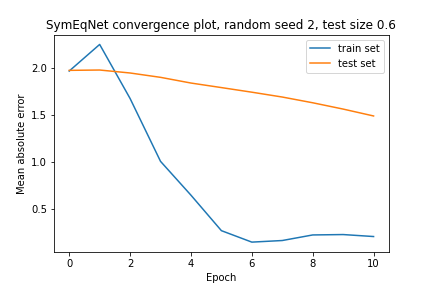 SymEqNet convergence plot, random seed 2, test size 0.6
train set
test set
Mean absolute error
2.0
1.5
1.0
0.5
0 2 4 6 8 10
Epoch